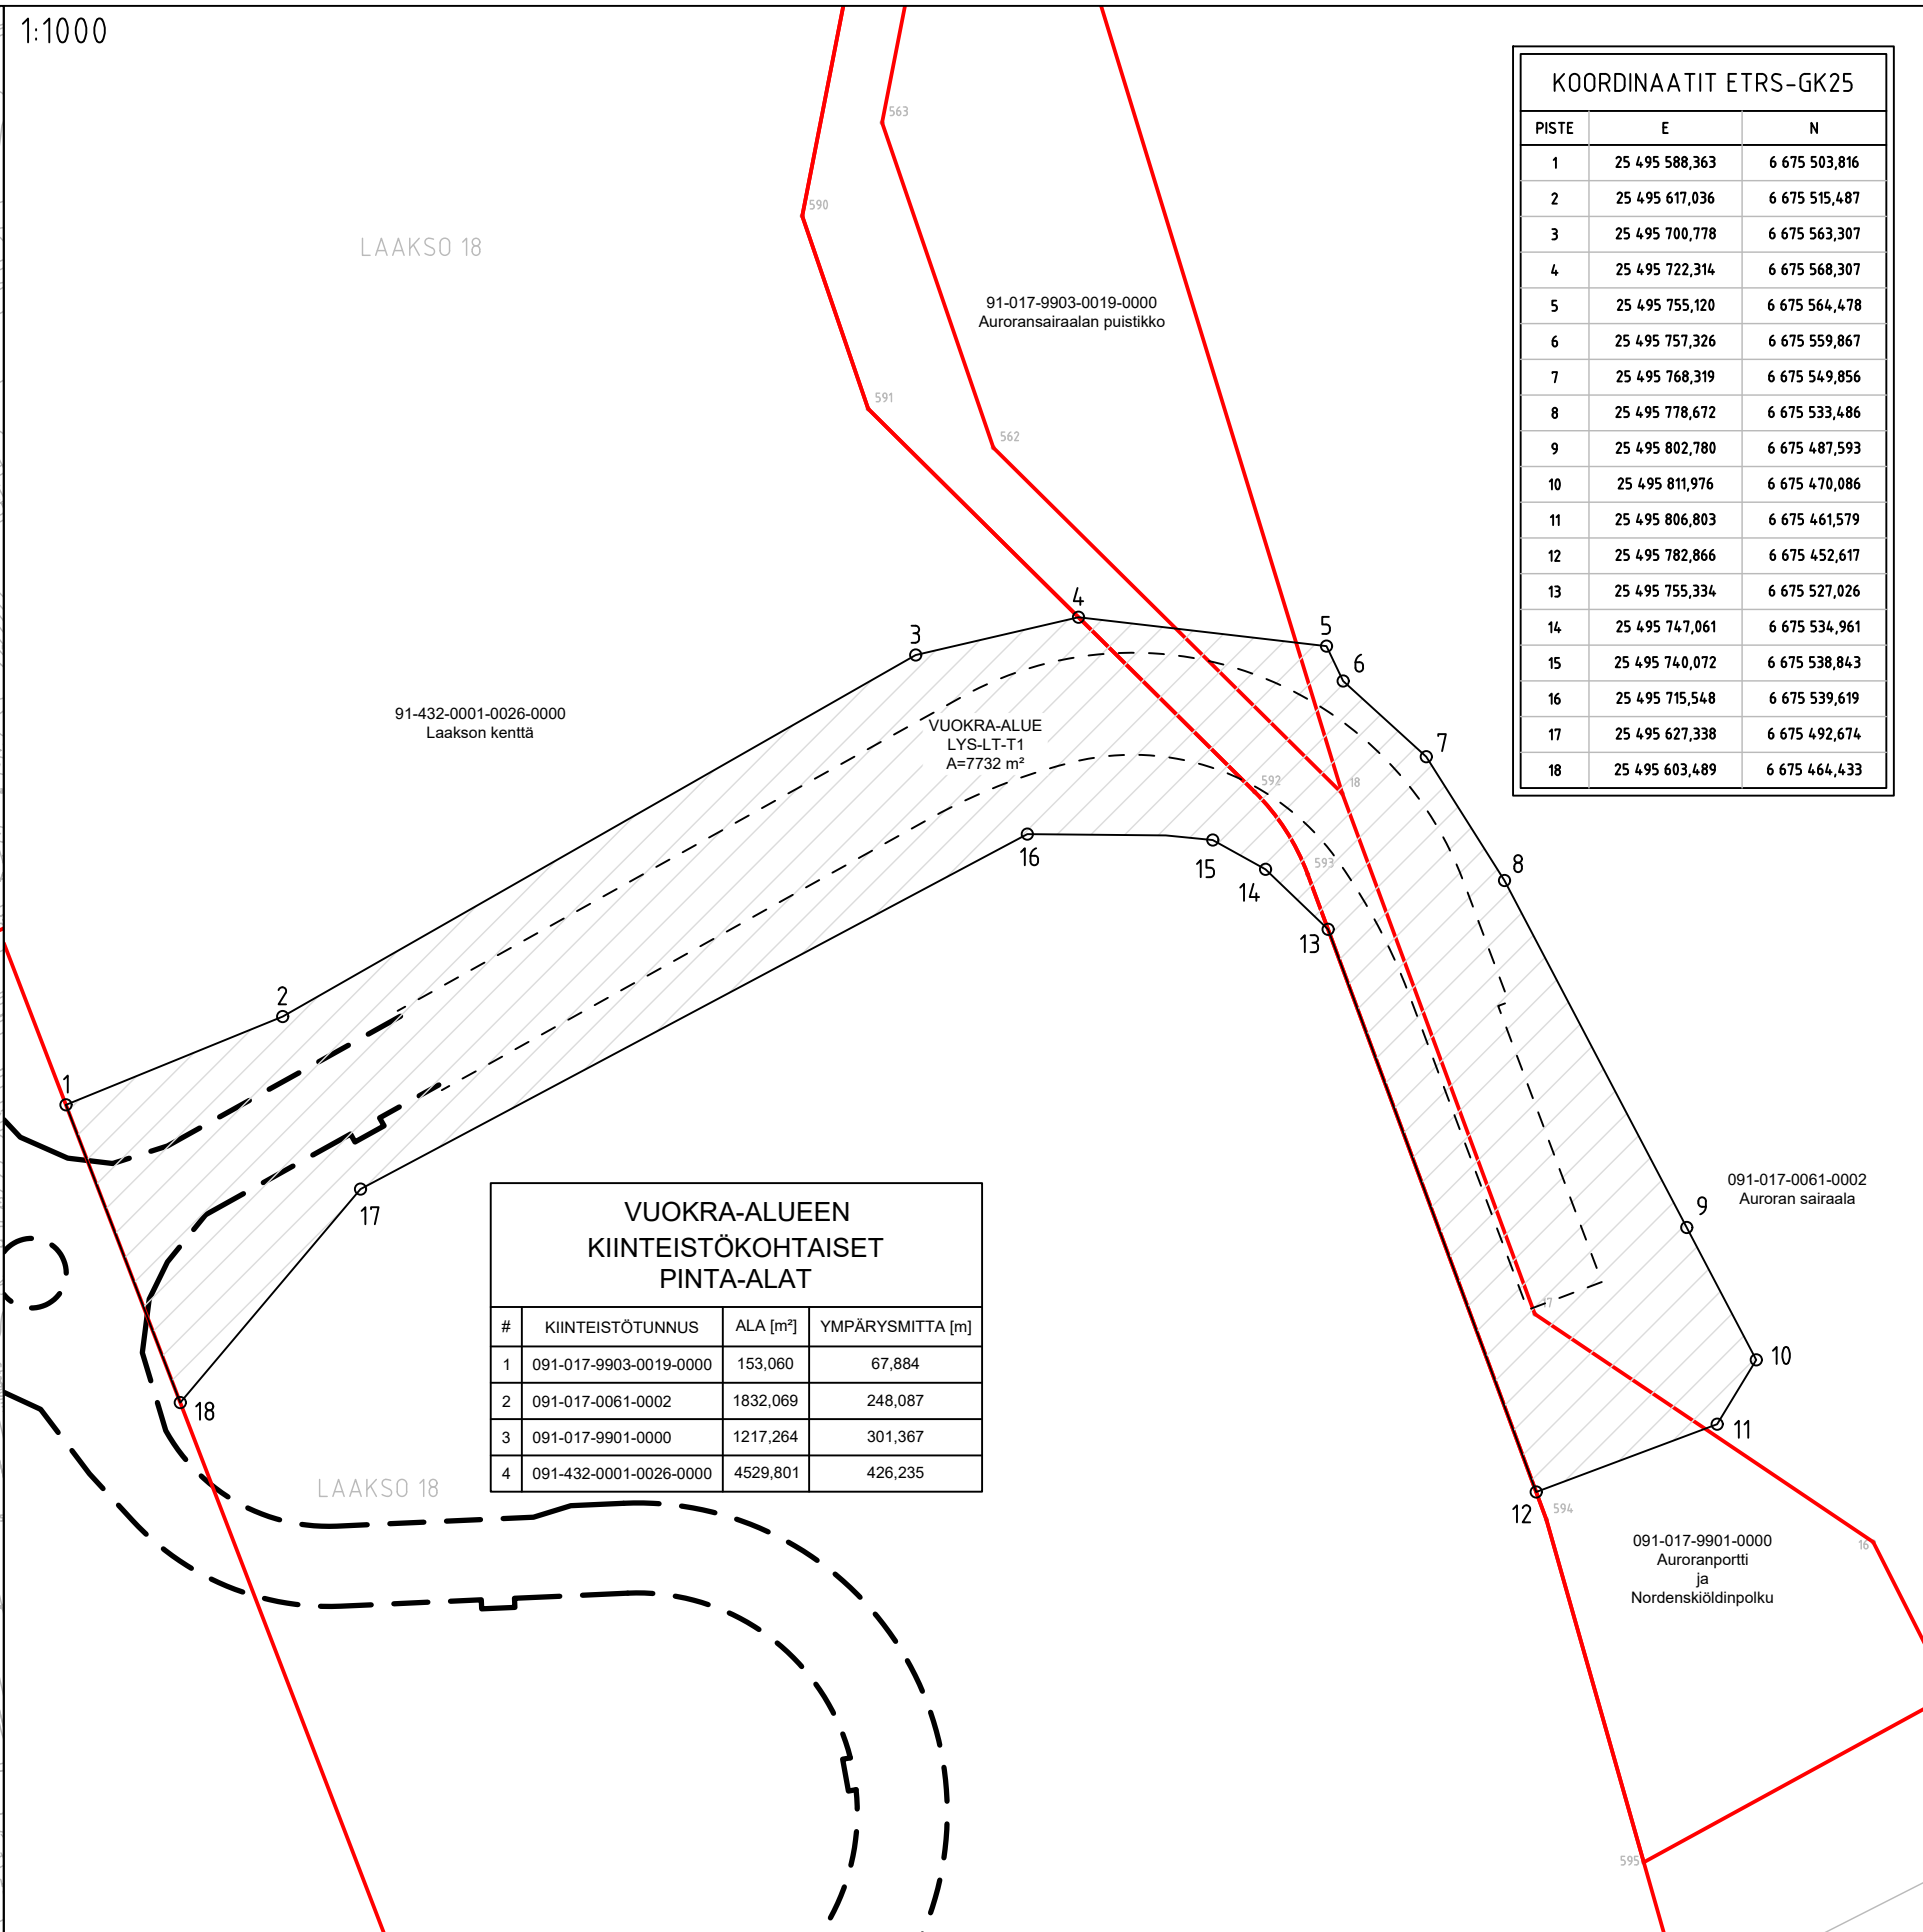 1:1000
KOORDINAATIT ETRS-GK25
PISTE E N
1 25 495 588,363 6 675 503,816
2 25 495 617,036 6 675 515,487
3 25 495 700,778 6 675 563,307
4 25 495 722,314 6 675 568,307
5 25 495 755,120 6 675 564,478
6 25 495 757,326 6 675 559,867
7 25 495 768,319 6 675 549,856
8 25 495 778,672 6 675 533,486
9 25 495 802,780 6 675 487,593
10 25 495 811,976 6 675 470,086
11 25 495 806,803 6 675 461,579
12 25 495 782,866 6 675 452,617
13 25 495 755,334 6 675 527,026
14 25 495 747,061 6 675 534,961
15 25 495 740,072 6 675 538,843
16 25 495 715,548 6 675 539,619
17 25 495 627,338 6 675 492,674
18 25 495 603,489 6 675 464,433
563
590
LAAKSO 18
91-017-9903-0019-0000
Auroransairaalan puistikko
591
562
4
3
5
6
91-432-0001-0026-0000
Laakson kenttä
VUOKRA-ALUE
LYS-LT-T1
A=7732 m²
7
592
18
16
15
14
593
8
13
2
1
17
091-017-0061-0002
Auroran sairaala
9
VUOKRA-ALUEEN
KIINTEISTÖKOHTAISET
PINTA-ALAT
# KIINTEISTÖTUNNUS ALA [m²] YMPÄRYSMITTA [m]
1 091-017-9903-0019-0000 153,060 67,884
2 091-017-0061-0002 1832,069 248,087
3 091-017-9901-0000 1217,264 301,367
4 091-432-0001-0026-0000 4529,801 426,235
17
10
18
11
LAAKSO 18
12
594
091-017-9901-0000
Auroranportti
ja
Nordenskiöldinpolku
16
595